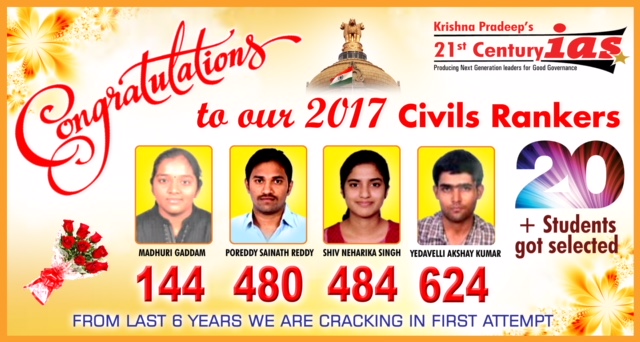 Congratulations
Krishna Pradeep's
21st Century ias
Producing Next Generation leaders for Good Governance
to our 2017 Civils Rankers
20
+ Students
got selected
MADHURI GADDAM
POREDDY SAINATH REDDY
SHIV NEHARIKA SINGH
YEDAVELLI AKSHAY KUMAR
144
480
484
624
FROM LAST 6 YEARS WE ARE CRACKING IN FIRST ATTEMPT